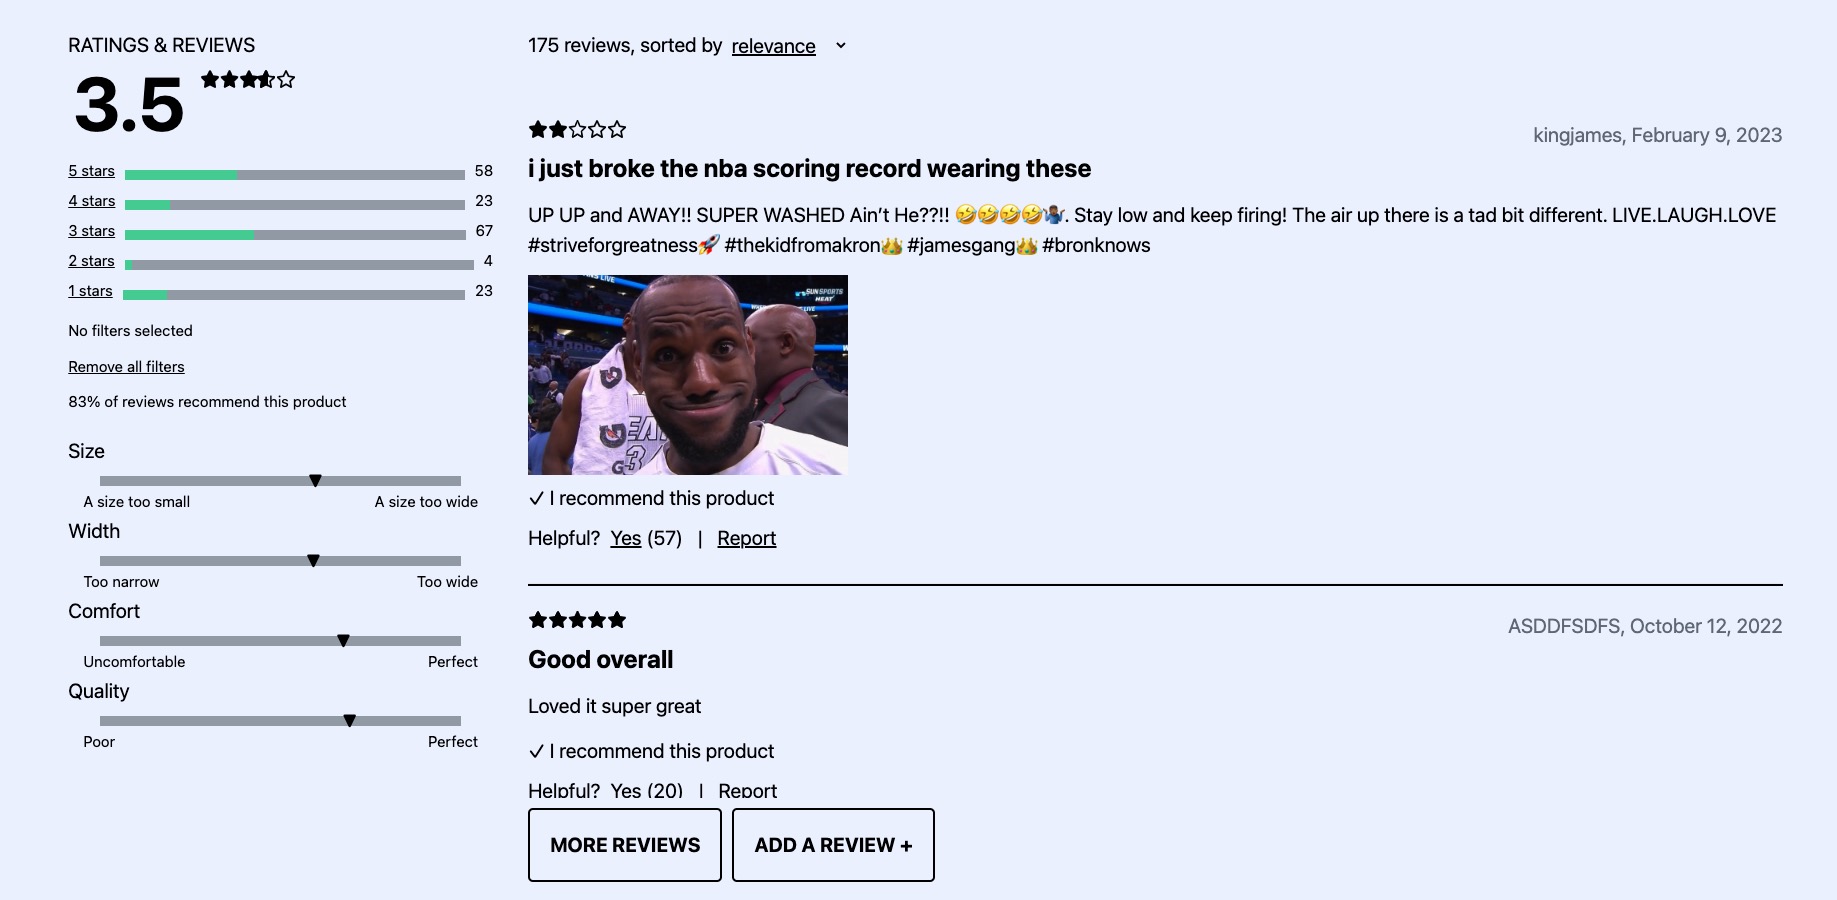 RATINGS & REVIEWS
3.5
5 stars 58
4 stars 23
3 stars 67
2 stars 4
1 stars 23
No filters selected
Remove all filters
83% of reviews recommend this product
Size
A size too small A size too wide
Width
Too narrow Too wide
Comfort
Uncomfortable Perfect
Quality
Poor Perfect
175 reviews, sorted by relevance
kingjames, February 9, 2023
i just broke the nba scoring record wearing these
UP UP and AWAY!! SUPER WASHED Ain’t He??!! 🤣🤣🤣🤣🤷🏾‍♂️. Stay low and keep firing! The air up there is a tad bit different. LIVE.LAUGH.LOVE
#striveforgreatness🚀 #thekidfromakron👑 #jamesgang👑 #bronknows
SUN SPORTS
HEAT
✓ I recommend this product
Helpful? Yes (57) | Report
ASDDFSDFS, October 12, 2022
Good overall
Loved it super great
✓ I recommend this product
Helpful? Yes (20) | Report
MORE REVIEWS ADD A REVIEW +